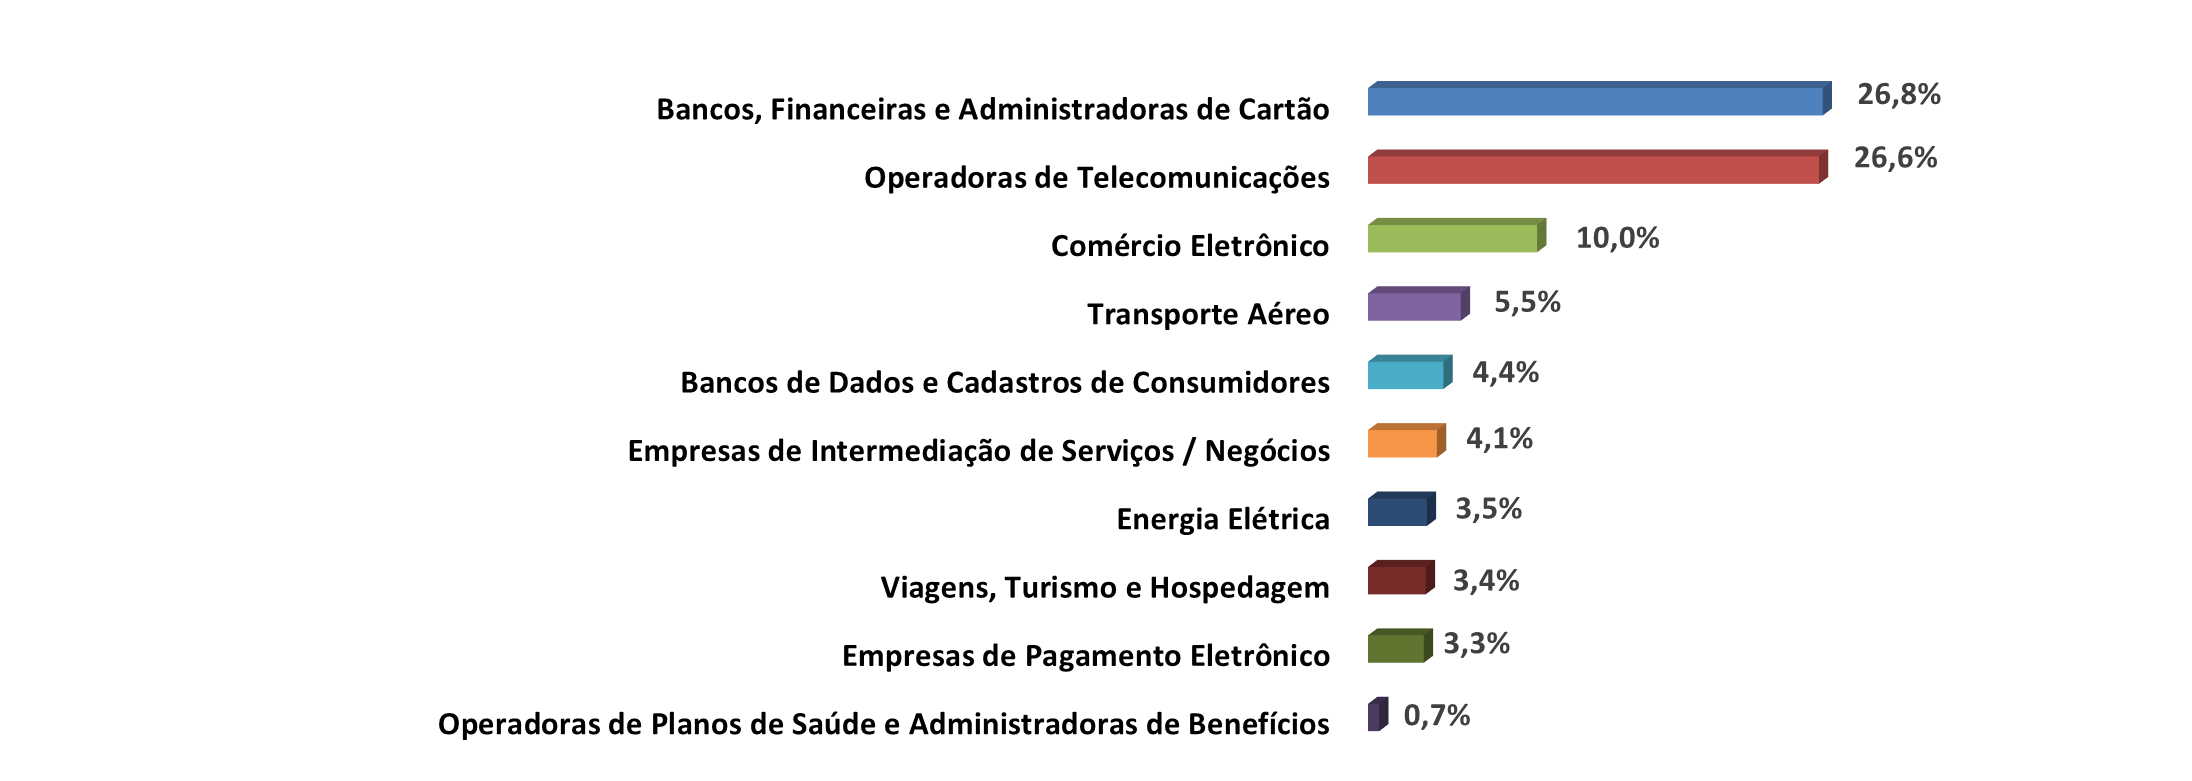 Bancos, Financeiras e Administradoras de Cartão 26,8%
Operadoras de Telecomunicações 26,6%
Comércio Eletrônico 10,0%
Transporte Aéreo 5,5%
Bancos de Dados e Cadastros de Consumidores 4,4%
Empresas de Intermediação de Serviços / Negócios 4,1%
Energia Elétrica 3,5%
Viagens, Turismo e Hospedagem 3,4%
Empresas de Pagamento Eletrônico 3,3%
Operadoras de Planos de Saúde e Administradoras de Benefícios 0,7%